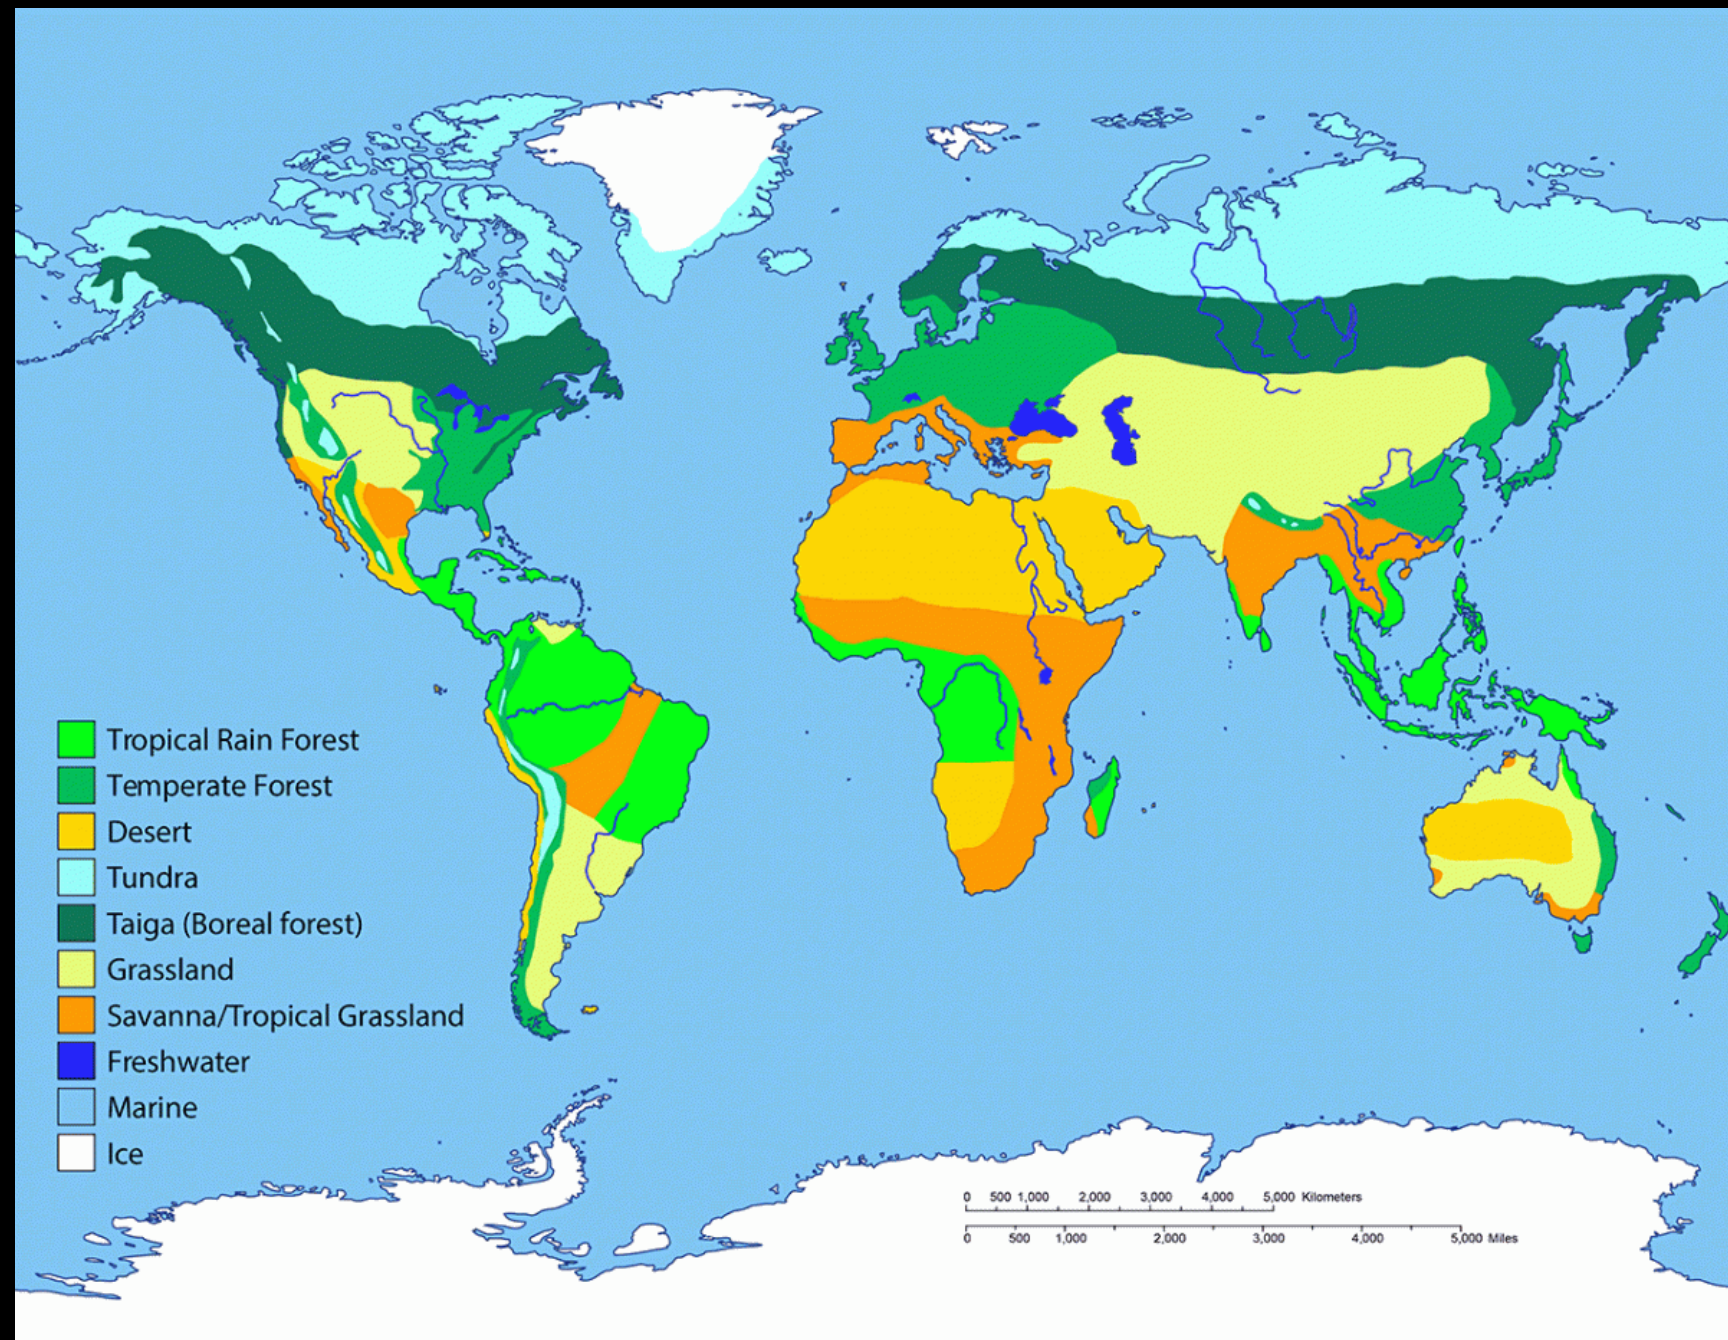 Tropical Rain Forest
Temperate Forest
Desert
Tundra
Taiga (Boreal forest)
Grassland
Savanna/Tropical Grassland
Freshwater
Marine
Ice
0 500 1,000 2,000 3,000 4,000 5,000 Kilometers
0 500 1,000 2,000 3,000 4,000 5,000 Miles